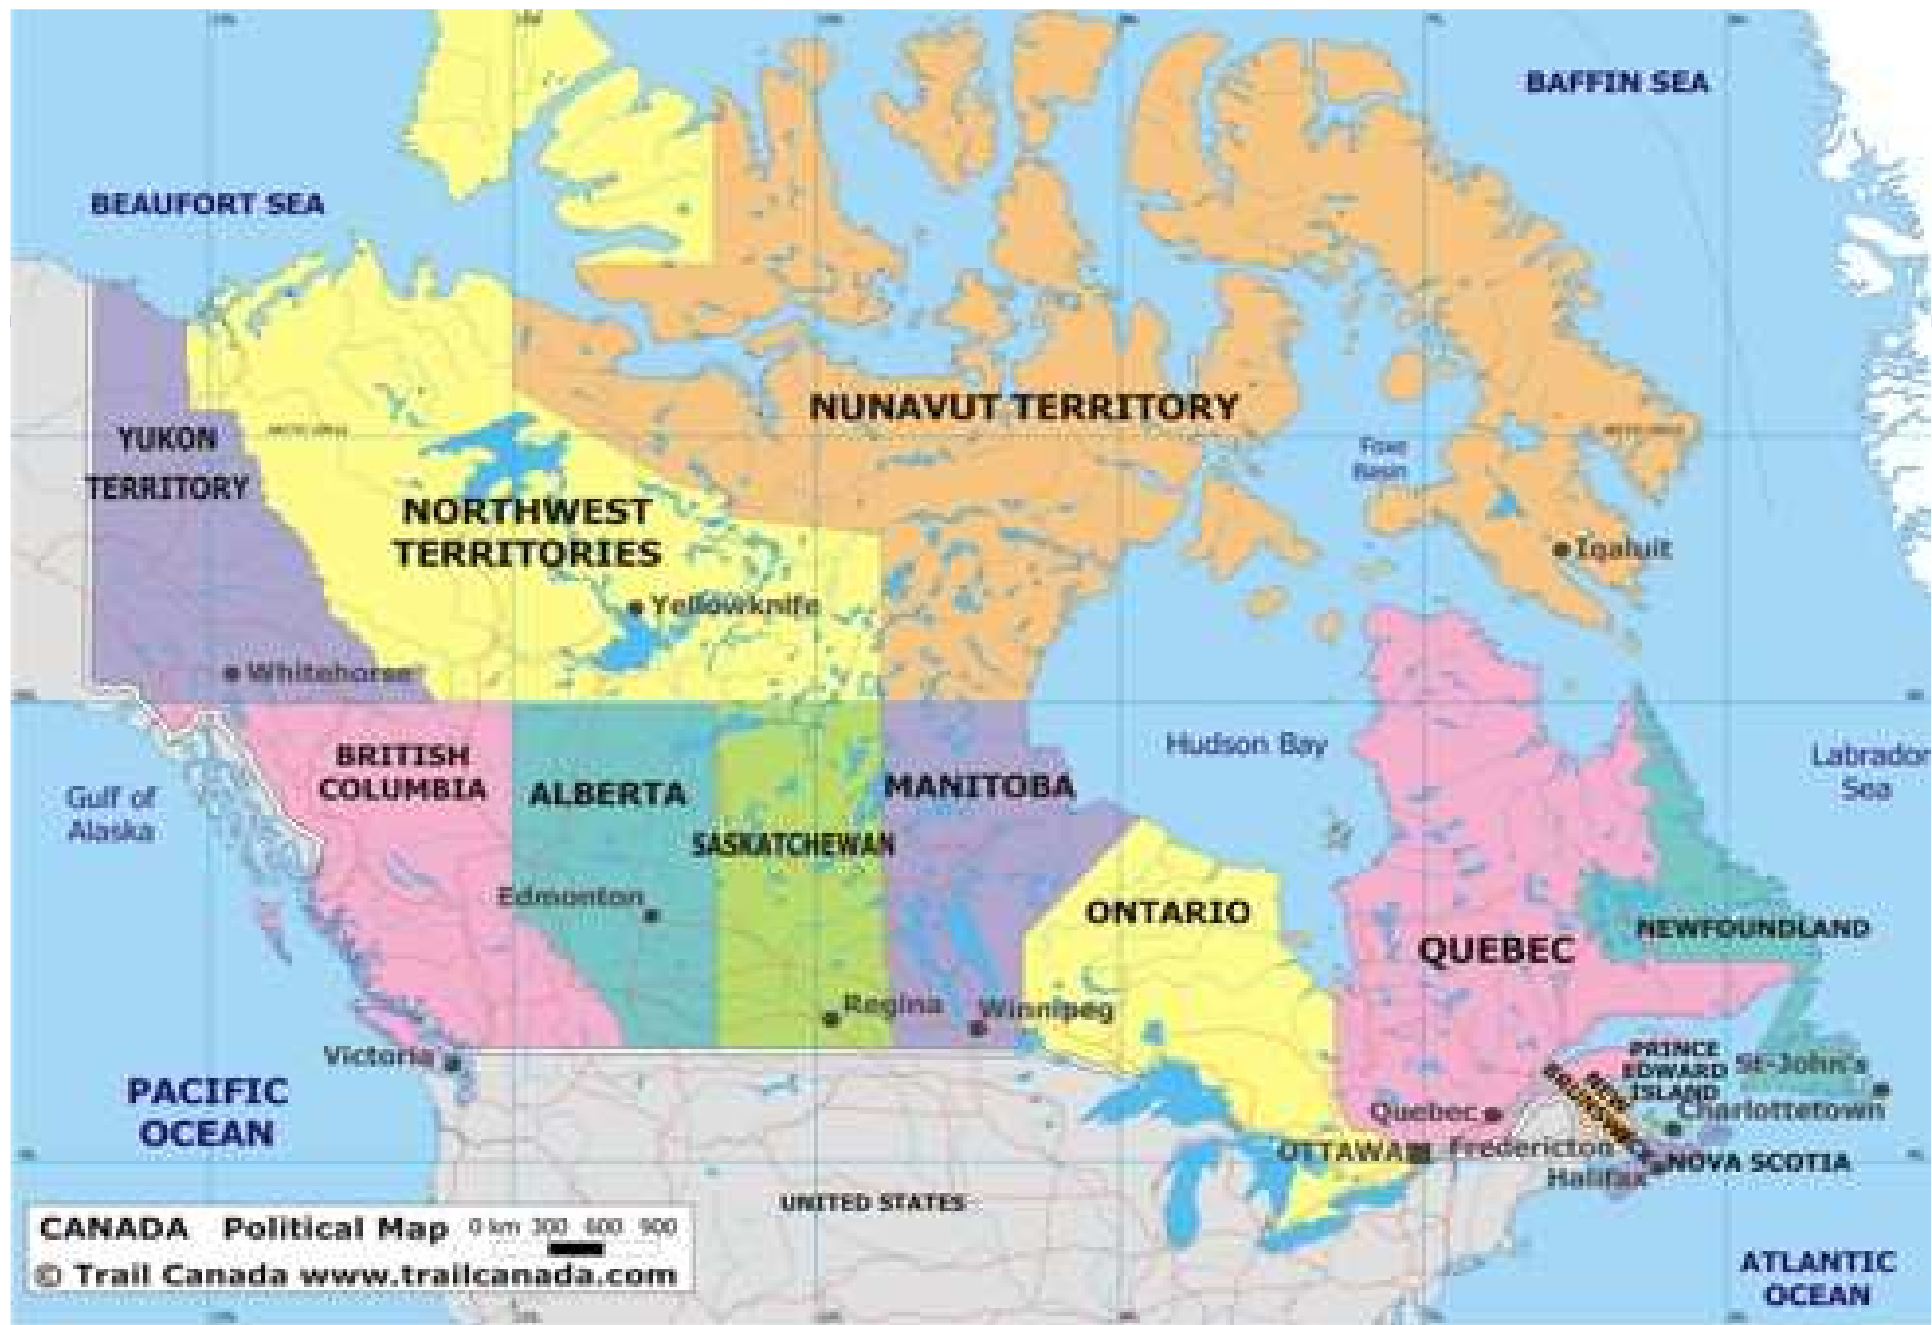 BAFFIN SEA
BEAUFORT SEA
NUNAVUT TERRITORY
YUKON
TERRITORY
Foxe
Basin
NORTHWEST
TERRITORIES
Iqaluit
Yellowknife
Whitehorse
Hudson Bay
Labrador
Sea
BRITISH
COLUMBIA
ALBERTA
MANITOBA
Gulf of
Alaska
SASKATCHEWAN
Edmonton
ONTARIO
NEWFOUNDLAND
QUEBEC
Regina
Winnipeg
Victoria
PRINCE
EDWARD
ISLAND
St-John's
NEW
BRUNSWICK
PACIFIC
OCEAN
Quebec
Charlottetown
OTTAWA
Fredericton
NOVA SCOTIA
Halifax
UNITED STATES
CANADA Political Map 0 km 300 600 900
© Trail Canada www.trailcanada.com
ATLANTIC
OCEAN